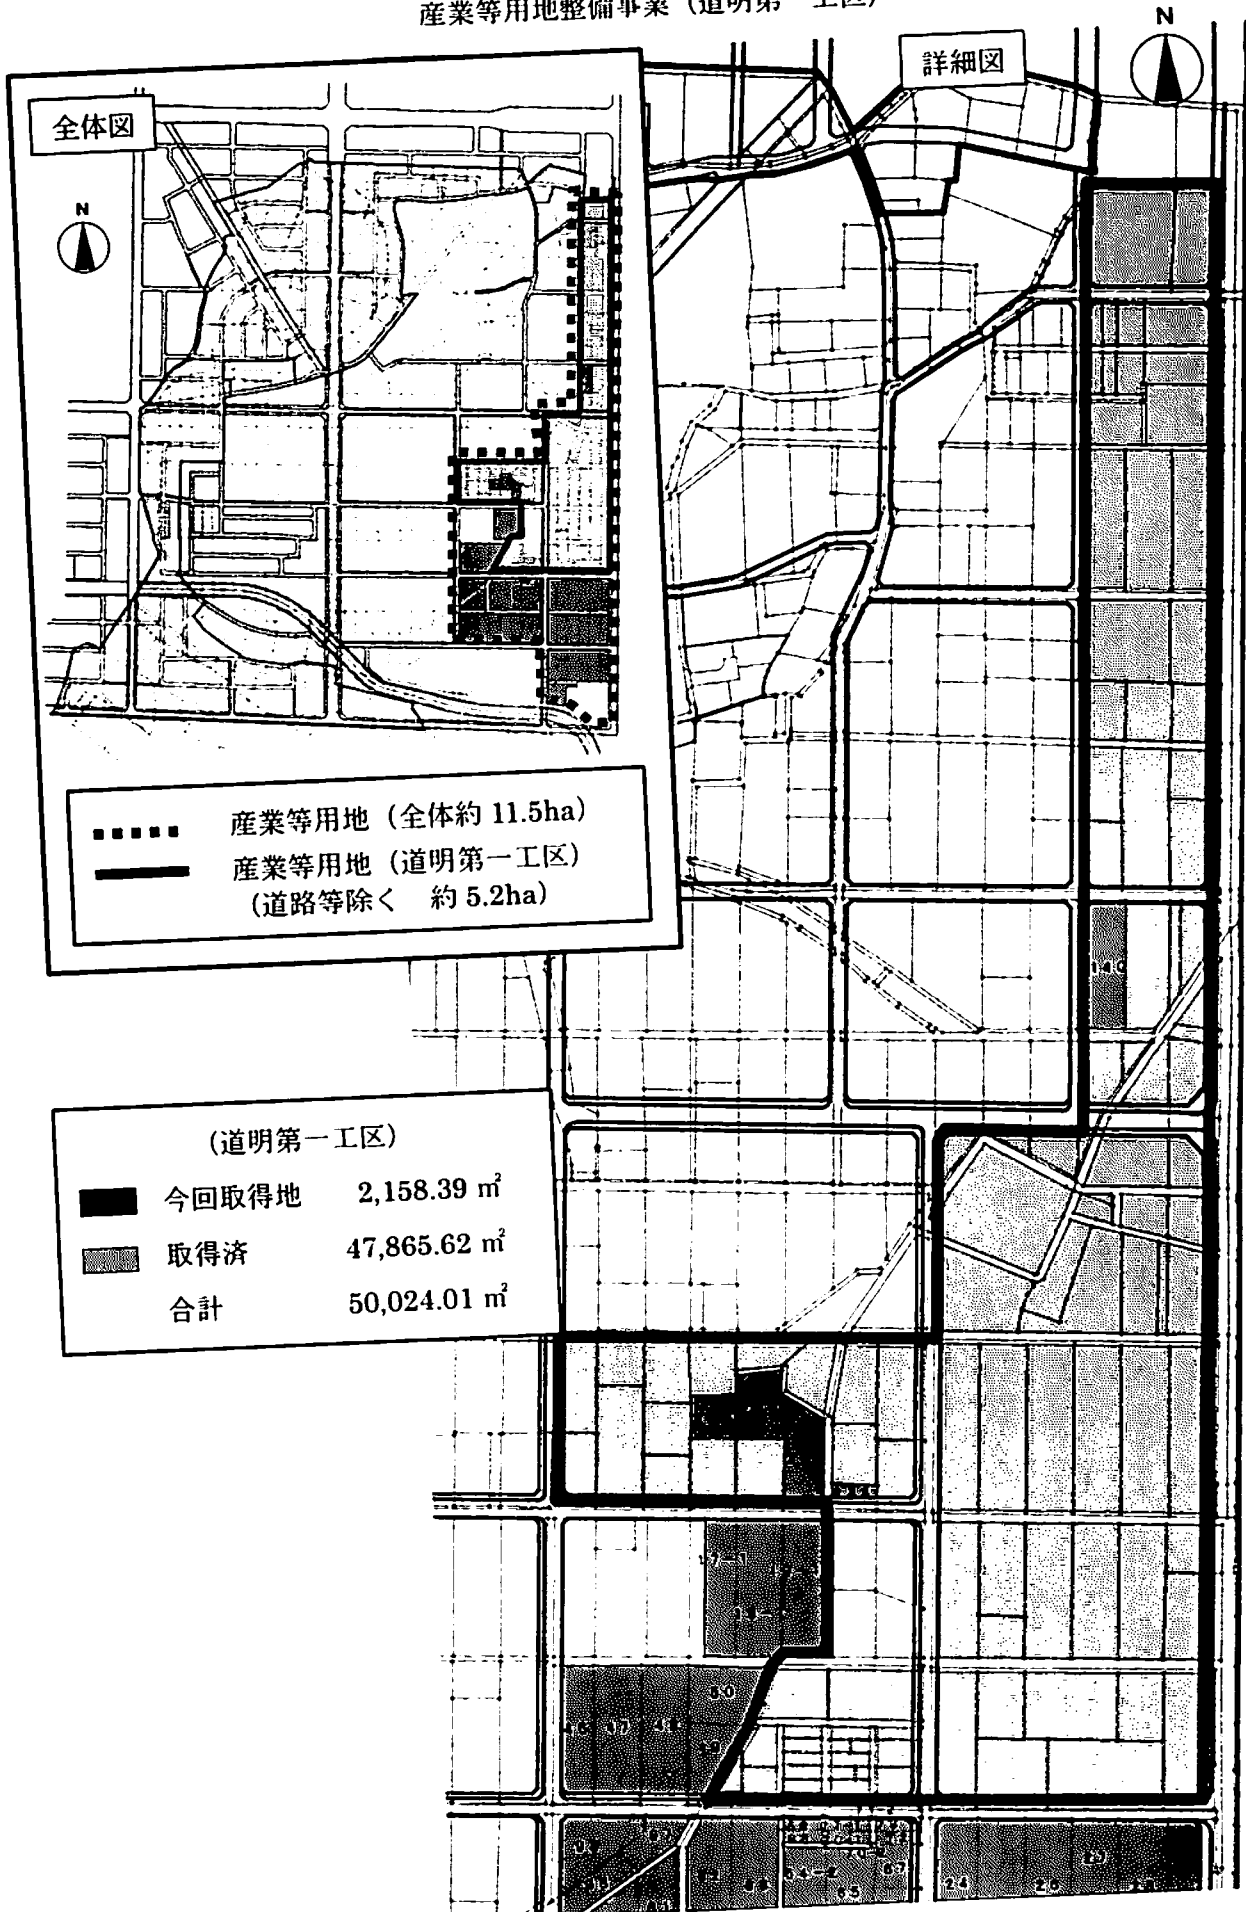 産業等用地整備事業（道明第一工区）
詳細図
N
全体図
N
産業等用地（全体約 11.5ha）
産業等用地（道明第一工区）
（道路等除く　約 5.2ha）
（道明第一工区）
今回取得地　2,158.39 ㎡
取得済　47,865.62 ㎡
合計　50,024.01 ㎡